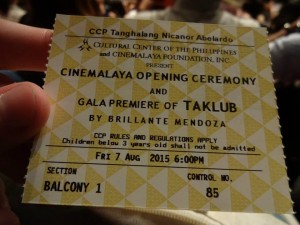 CCP Tanghalang Nicanor Abelardo
CULTURAL CENTER OF THE PHILIPPINES
AND CINEMALAYA FOUNDATION, INC
PRESENT
CINEMALAYA OPENING CEREMONY
AND
GALA PREMIERE OF TAKLUB
BY BRILLANTE MENDOZA
CCP RULES AND REGULATIONS APPLY
Children below 3 years old shall not be admitted
FRI 7 AUG 2015 6:00PM
SECTION CONTROL NO.
BALCONY 1 85